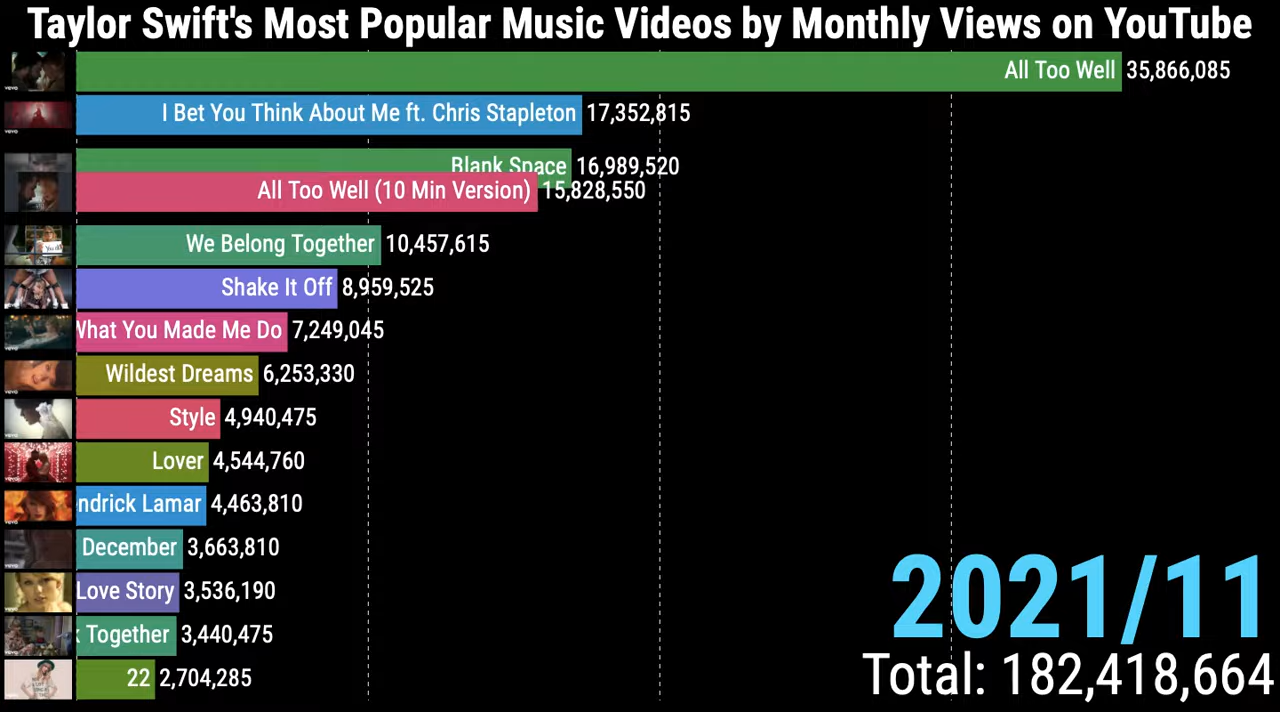 Taylor Swift's Most Popular Music Videos by Monthly Views on YouTube
All Too Well 35,866,085
I Bet You Think About Me ft. Chris Stapleton 17,352,815
Blank Space 16,989,520
All Too Well (10 Min Version) 15,828,550
We Belong Together 10,457,615
Shake It Off 8,959,525
What You Made Me Do 7,249,045
Wildest Dreams 6,253,330
Style 4,940,475
Lover 4,544,760
ndrick Lamar 4,463,810
December 3,663,810
Love Story 3,536,190
k Together 3,440,475
22 2,704,285
2021/11
Total: 182,418,664